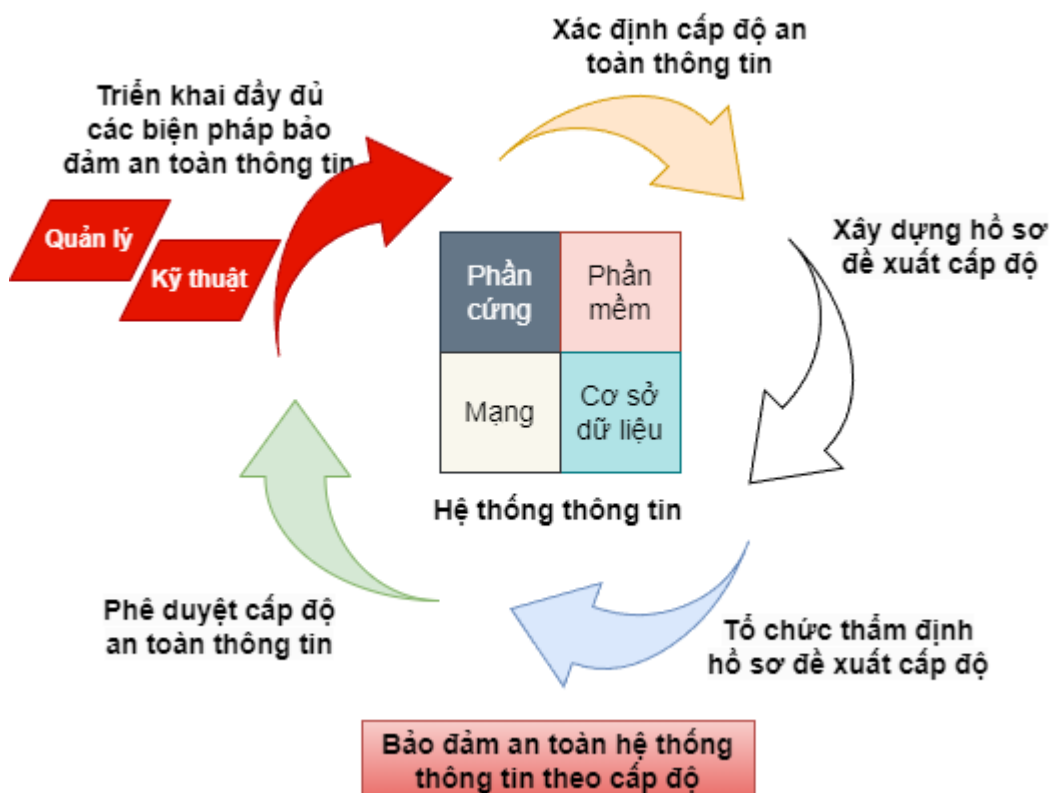 Xác định cấp độ an
toàn thông tin
Triển khai đầy đủ
các biện pháp bảo
đảm an toàn thông tin
Quản lý
Kỹ thuật
Xây dựng hồ sơ
đề xuất cấp độ
Phần
cứng
Phần
mềm
Mạng
Cơ sở
dữ liệu
Hệ thống thông tin
Phê duyệt cấp độ
an toàn thông tin
Tổ chức thẩm định
hồ sơ đề xuất cấp độ
Bảo đảm an toàn hệ thống
thông tin theo cấp độ